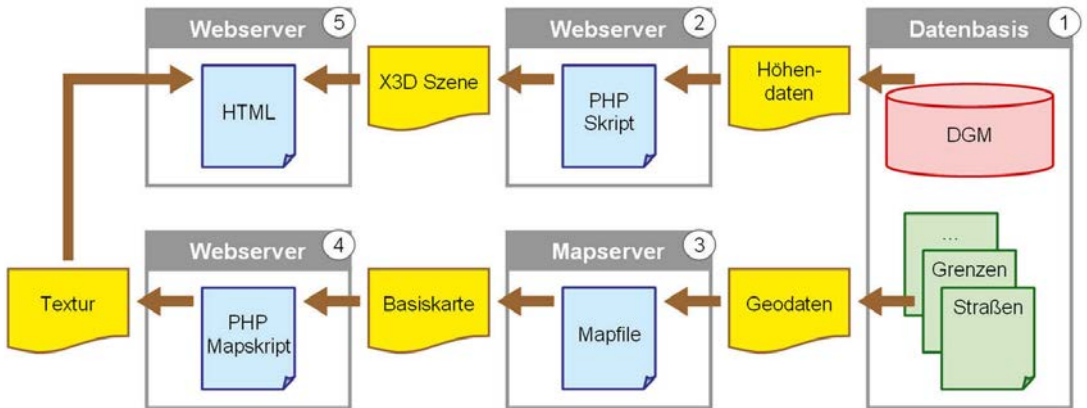 Webserver 5
Webserver 2
Datenbasis 1
HTML
X3D Szene
PHP
Skript
Höhen-
daten
DGM
Webserver 4
Mapserver 3
Textur
PHP
Mapskript
Basiskarte
Mapfile
Geodaten
...
Grenzen
Straßen